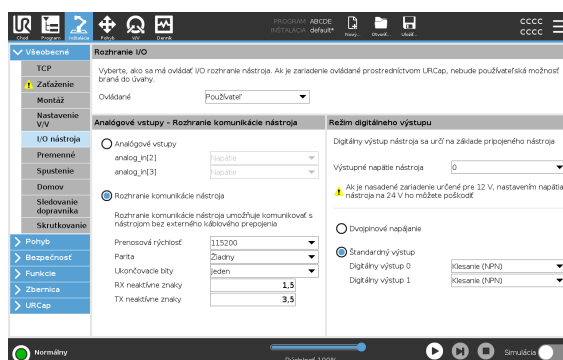 PROGRAM ABCDE
INŠTALÁCIA default*
Chod
Program
Inštalácia
Pohyb
V/V
Denník
Nový...
Otvoriť...
Uložiť...
CCCC
CCCC
Všeobecné
TCP
Zaťaženie
Montáž
Nastavenie V/V
I/O nástroja
Premenné
Spustenie
Domov
Sledovanie dopravníka
Skrutkovanie
Pohyb
Bezpečnosť
Funkcie
Zbernica
URCap
Rozhranie I/O
Vyberte, ako sa má ovládať I/O rozhranie nástroja. Ak je zariadenie ovládané prostredníctvom URCap, nebude používateľská možnosť
braná do úvahy.
Ovládané Používateľ
Analógové vstupy – Rozhranie komunikácie nástroja
Analógové vstupy
analog_in[2] Napätie
analog_in[3] Napätie
Rozhranie komunikácie nástroja
Rozhranie komunikácie nástroja umožňuje komunikovať s
nástrojom bez externého káblového prepojenia
Prenosová rýchlosť 115200
Parita Žiadny
Ukončovacie bity Jeden
RX neaktívne znaky 1,5
TX neaktívne znaky 3,5
Režim digitálneho výstupu
Digitálny výstup nástroja sa určí na základe pripojeného nástroja
Výstupné napätie nástroja 0
Ak je nasadené zariadenie určené pre 12 V, nastavením napätia
nástroja na 24 V ho môžete poškodiť
Dvojpinové napájanie
Štandardný výstup
Digitálny výstup 0 Klesanie (NPN)
Digitálny výstup 1 Klesanie (NPN)
Normálny
100%
Simulácia